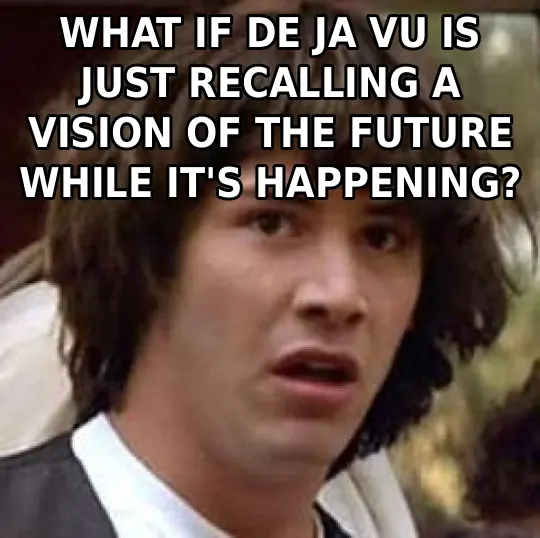 WHAT IF DE JA VU IS
JUST RECALLING A
VISION OF THE FUTURE
WHILE IT'S HAPPENING?